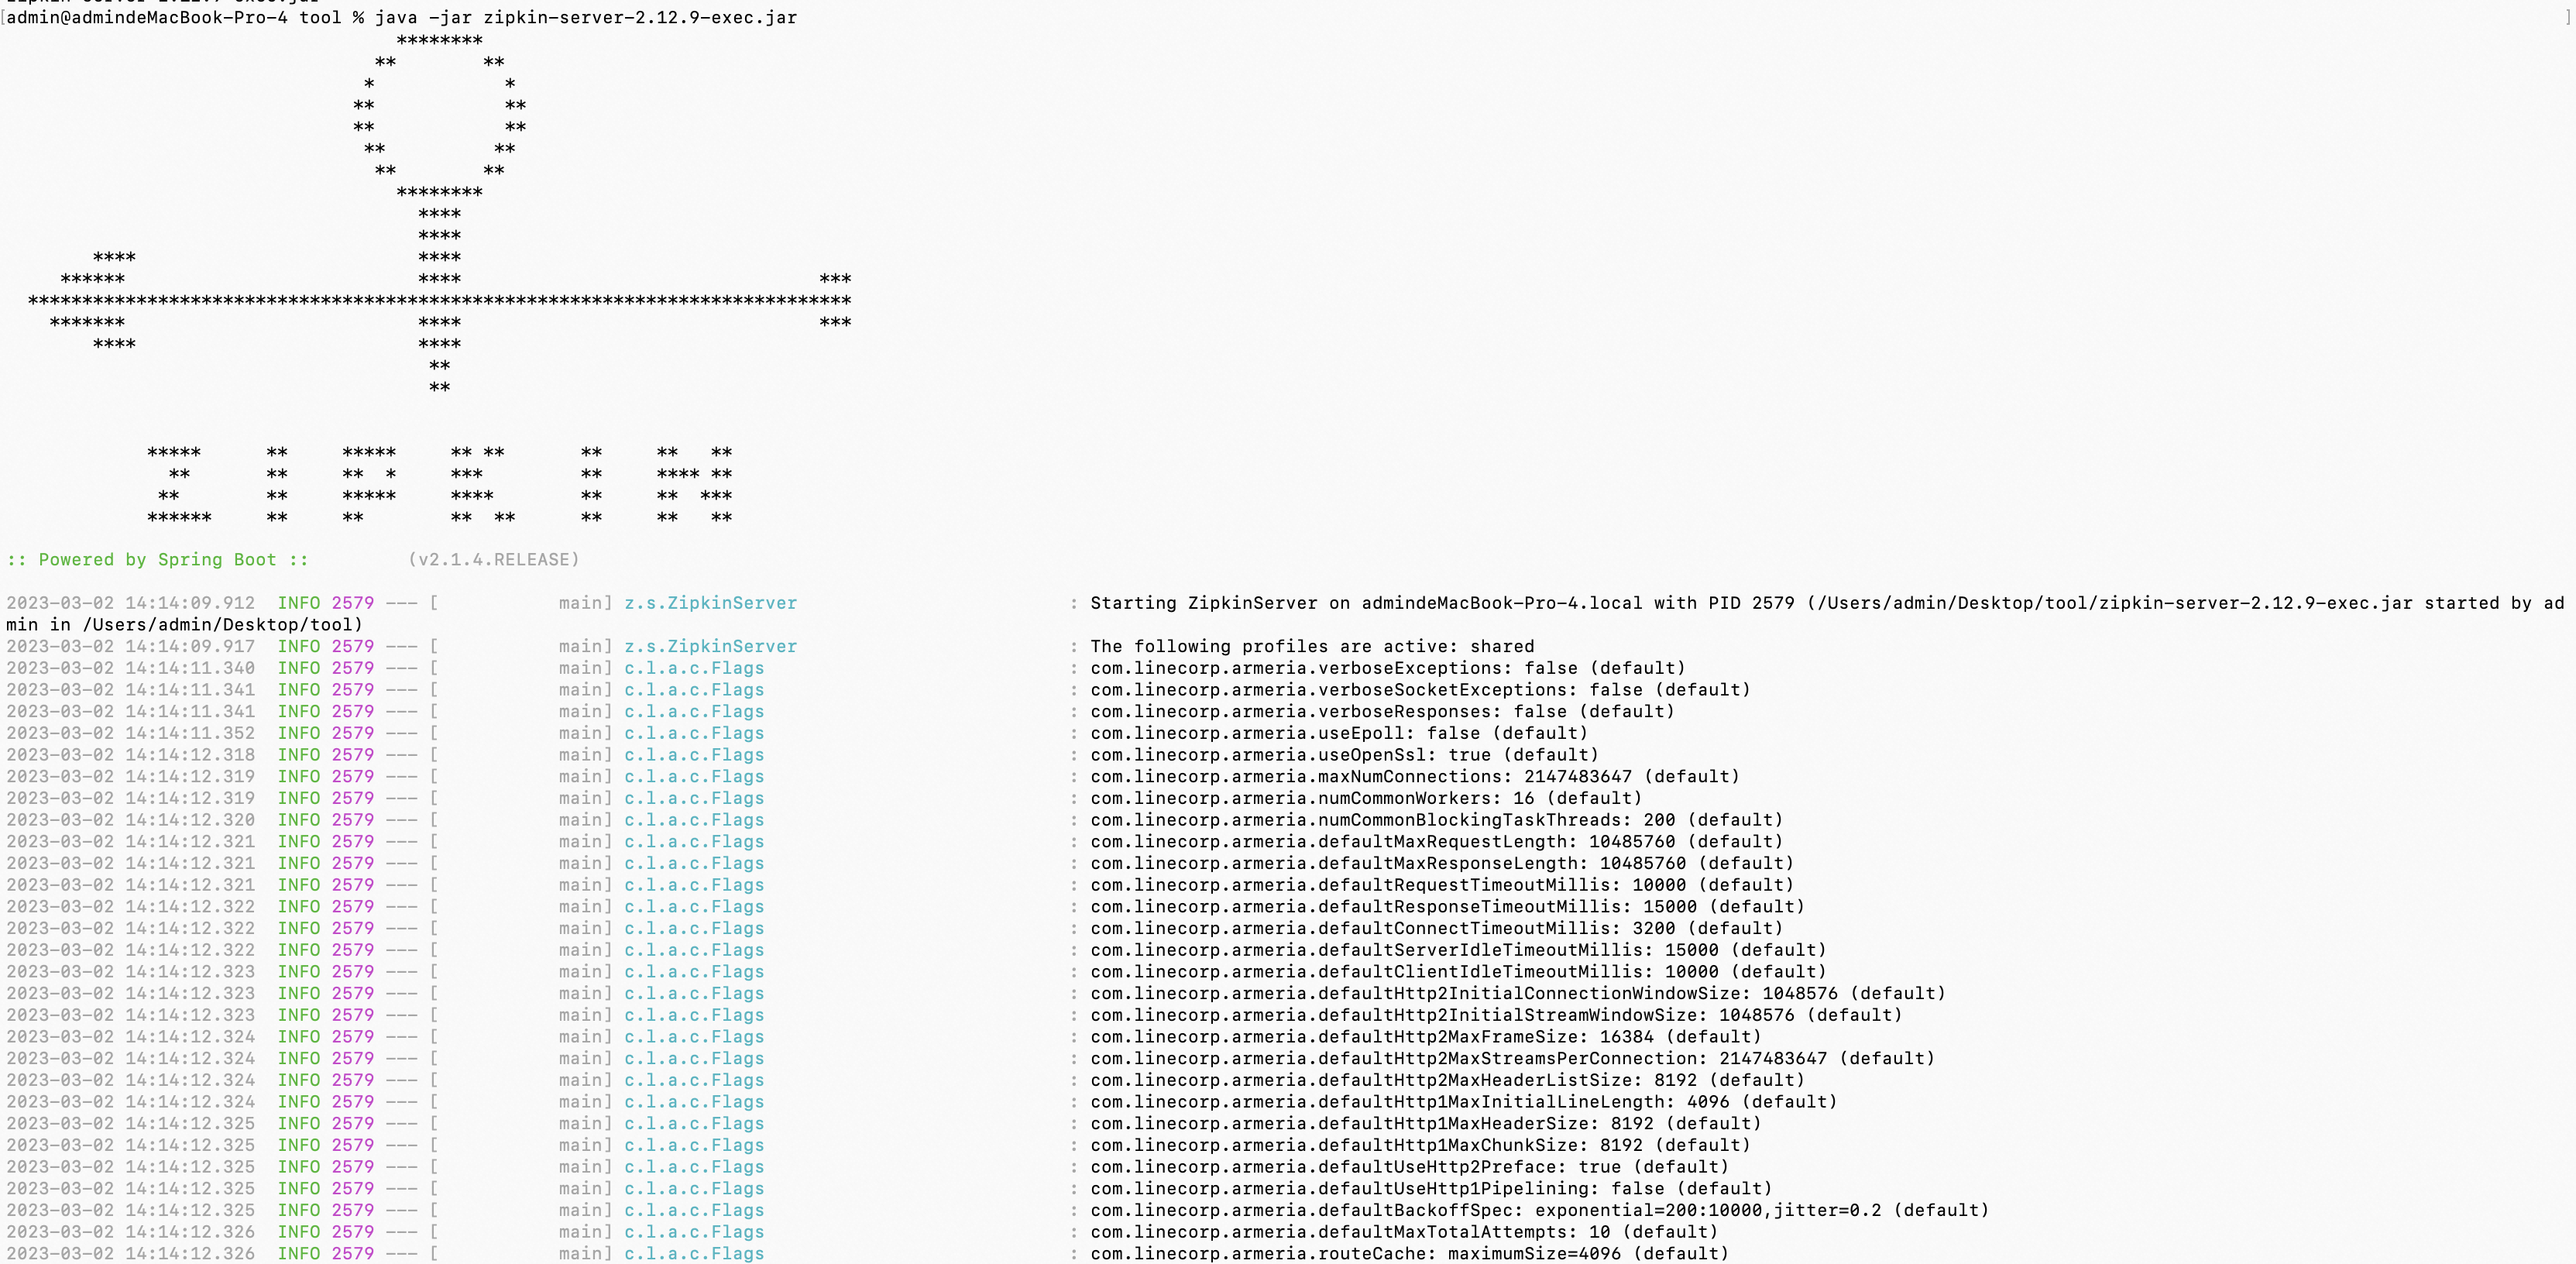 admin@admindeMacBook-Pro-4 tool % java -jar zipkin-server-2.12.9-exec.jar
                                    ********
                                  **        **
                                 *            *
                                **            **
                                **            **
                                 **          **
                                  **        **
                                    ********
                                      ****
                                      ****
        ****                          ****
     ******                           ****                                 ***
  ****************************************************************************
    *******                           ****                                 ***
        ****                          ****
                                       **
                                       **
             *****      **     *****     ** **       **     **   **
               **       **     **  *     ***         **     **** **
              **        **     *****     ****        **     **  ***
             ******     **     **        **  **      **     **   **
:: Powered by Spring Boot ::         (v2.1.4.RELEASE)
2023-03-02 14:14:09.912  INFO 2579 --- [           main] z.s.ZipkinServer                         : Starting ZipkinServer on admindeMacBook-Pro-4.local with PID 2579 (/Users/admin/Desktop/tool/zipkin-server-2.12.9-exec.jar started by ad
min in /Users/admin/Desktop/tool)
2023-03-02 14:14:09.917  INFO 2579 --- [           main] z.s.ZipkinServer                         : The following profiles are active: shared
2023-03-02 14:14:11.340  INFO 2579 --- [           main] c.l.a.c.Flags                            : com.linecorp.armeria.verboseExceptions: false (default)
2023-03-02 14:14:11.341  INFO 2579 --- [           main] c.l.a.c.Flags                            : com.linecorp.armeria.verboseSocketExceptions: false (default)
2023-03-02 14:14:11.341  INFO 2579 --- [           main] c.l.a.c.Flags                            : com.linecorp.armeria.verboseResponses: false (default)
2023-03-02 14:14:11.352  INFO 2579 --- [           main] c.l.a.c.Flags                            : com.linecorp.armeria.useEpoll: false (default)
2023-03-02 14:14:12.318  INFO 2579 --- [           main] c.l.a.c.Flags                            : com.linecorp.armeria.useOpenSsl: true (default)
2023-03-02 14:14:12.319  INFO 2579 --- [           main] c.l.a.c.Flags                            : com.linecorp.armeria.maxNumConnections: 2147483647 (default)
2023-03-02 14:14:12.319  INFO 2579 --- [           main] c.l.a.c.Flags                            : com.linecorp.armeria.numCommonWorkers: 16 (default)
2023-03-02 14:14:12.320  INFO 2579 --- [           main] c.l.a.c.Flags                            : com.linecorp.armeria.numCommonBlockingTaskThreads: 200 (default)
2023-03-02 14:14:12.321  INFO 2579 --- [           main] c.l.a.c.Flags                            : com.linecorp.armeria.defaultMaxRequestLength: 10485760 (default)
2023-03-02 14:14:12.321  INFO 2579 --- [           main] c.l.a.c.Flags                            : com.linecorp.armeria.defaultMaxResponseLength: 10485760 (default)
2023-03-02 14:14:12.321  INFO 2579 --- [           main] c.l.a.c.Flags                            : com.linecorp.armeria.defaultRequestTimeoutMillis: 10000 (default)
2023-03-02 14:14:12.322  INFO 2579 --- [           main] c.l.a.c.Flags                            : com.linecorp.armeria.defaultResponseTimeoutMillis: 15000 (default)
2023-03-02 14:14:12.322  INFO 2579 --- [           main] c.l.a.c.Flags                            : com.linecorp.armeria.defaultConnectTimeoutMillis: 3200 (default)
2023-03-02 14:14:12.322  INFO 2579 --- [           main] c.l.a.c.Flags                            : com.linecorp.armeria.defaultServerIdleTimeoutMillis: 15000 (default)
2023-03-02 14:14:12.323  INFO 2579 --- [           main] c.l.a.c.Flags                            : com.linecorp.armeria.defaultClientIdleTimeoutMillis: 10000 (default)
2023-03-02 14:14:12.323  INFO 2579 --- [           main] c.l.a.c.Flags                            : com.linecorp.armeria.defaultHttp2InitialConnectionWindowSize: 1048576 (default)
2023-03-02 14:14:12.323  INFO 2579 --- [           main] c.l.a.c.Flags                            : com.linecorp.armeria.defaultHttp2InitialStreamWindowSize: 1048576 (default)
2023-03-02 14:14:12.324  INFO 2579 --- [           main] c.l.a.c.Flags                            : com.linecorp.armeria.defaultHttp2MaxFrameSize: 16384 (default)
2023-03-02 14:14:12.324  INFO 2579 --- [           main] c.l.a.c.Flags                            : com.linecorp.armeria.defaultHttp2MaxStreamsPerConnection: 2147483647 (default)
2023-03-02 14:14:12.324  INFO 2579 --- [           main] c.l.a.c.Flags                            : com.linecorp.armeria.defaultHttp2MaxHeaderListSize: 8192 (default)
2023-03-02 14:14:12.324  INFO 2579 --- [           main] c.l.a.c.Flags                            : com.linecorp.armeria.defaultHttp1MaxInitialLineLength: 4096 (default)
2023-03-02 14:14:12.325  INFO 2579 --- [           main] c.l.a.c.Flags                            : com.linecorp.armeria.defaultHttp1MaxHeaderSize: 8192 (default)
2023-03-02 14:14:12.325  INFO 2579 --- [           main] c.l.a.c.Flags                            : com.linecorp.armeria.defaultHttp1MaxChunkSize: 8192 (default)
2023-03-02 14:14:12.325  INFO 2579 --- [           main] c.l.a.c.Flags                            : com.linecorp.armeria.defaultUseHttp2Preface: true (default)
2023-03-02 14:14:12.325  INFO 2579 --- [           main] c.l.a.c.Flags                            : com.linecorp.armeria.defaultUseHttp1Pipelining: false (default)
2023-03-02 14:14:12.325  INFO 2579 --- [           main] c.l.a.c.Flags                            : com.linecorp.armeria.defaultBackoffSpec: exponential=200:10000,jitter=0.2 (default)
2023-03-02 14:14:12.326  INFO 2579 --- [           main] c.l.a.c.Flags                            : com.linecorp.armeria.defaultMaxTotalAttempts: 10 (default)
2023-03-02 14:14:12.326  INFO 2579 --- [           main] c.l.a.c.Flags                            : com.linecorp.armeria.routeCache: maximumSize=4096 (default)